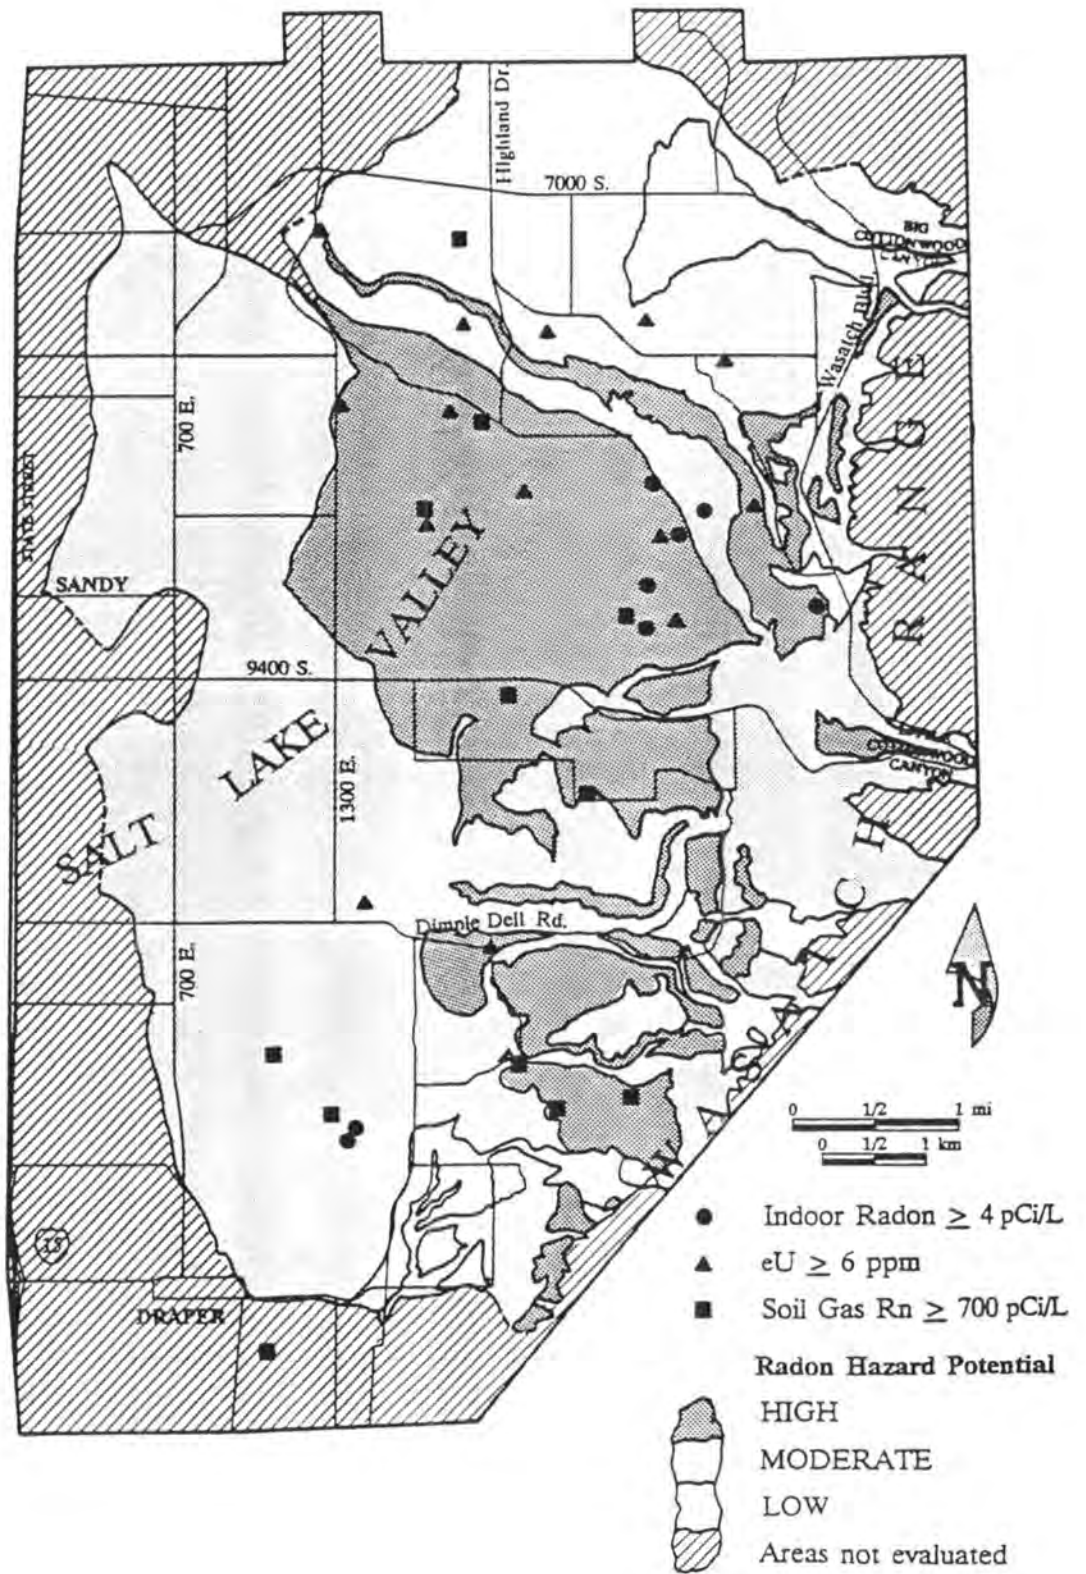 Highland Dr.
7000 S.
BIG
COTTONWOOD
CANYON
Wasatch Blvd.
700 E.
STATE STREET
SANDY
VALLEY
RANGE
9400 S.
LITTLE
COTTONWOOD
CANYON
LAKE
1300 E.
SALT
WASATCH
Dimple Dell Rd.
700 E.
N
0 1/2 1 mi
0 1/2 1 km
15
DRAPER
Indoor Radon ≥ 4 pCi/L
eU ≥ 6 ppm
Soil Gas Rn ≥ 700 pCi/L
Radon Hazard Potential
HIGH
MODERATE
LOW
Areas not evaluated